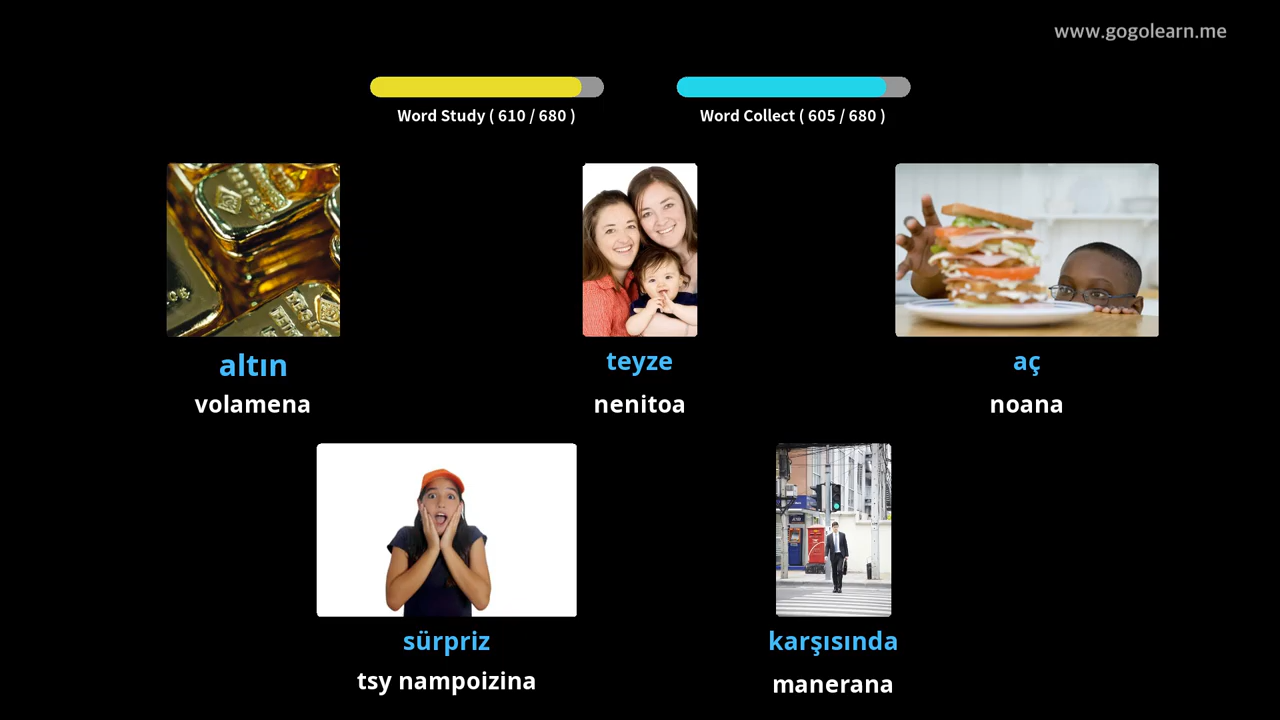 www.gogolearn.me
Word Study ( 610 / 680 )
Word Collect ( 605 / 680 )
altın
volamena
teyze
nenitoa
aç
noana
sürpriz
tsy nampoizina
karşısında
manerana